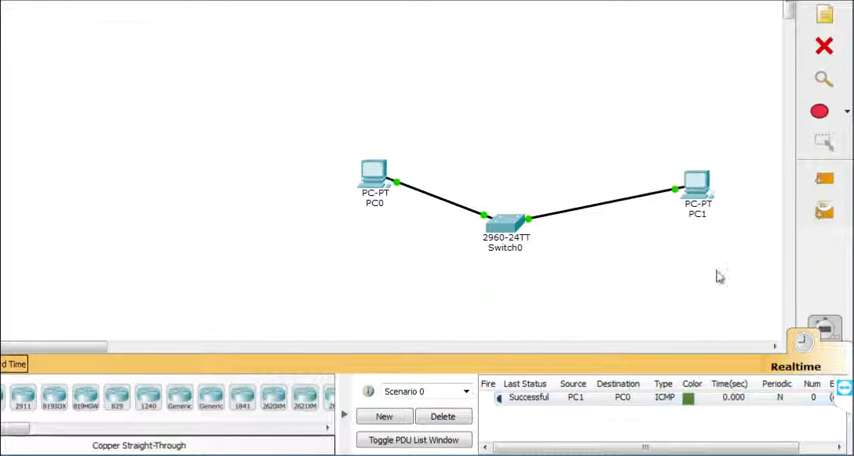 PC-PT
PC0
PC-PT
PC1
2960-24TT
Switch0
d Time
Realtime
2911
819IOX
819HGW
829
1240
Generic
Generic
1841
2620XM
2621XM
Scenario 0
New
Delete
Toggle PDU List Window
Fire Last Status Source Destination Type Color Time(sec) Periodic Num E
Successful PC1 PC0 ICMP 0.000 N 0
Copper Straight-Through